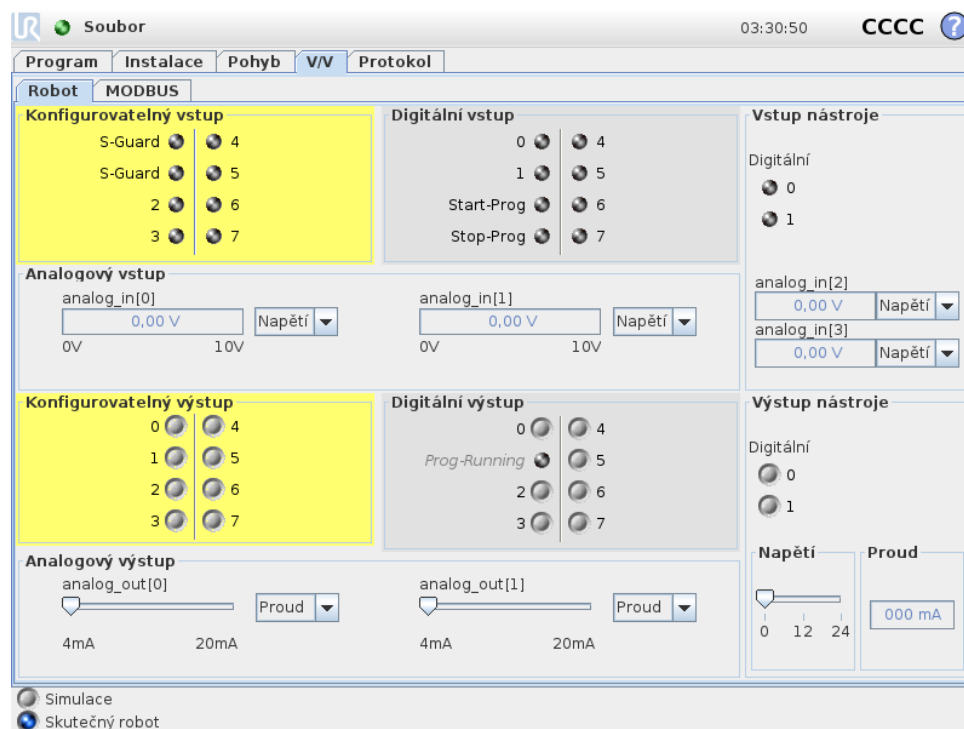 UR Soubor 03:30:50 CCCC ?
Program Instalace Pohyb V/V Protokol
Robot MODBUS
Konfigurovatelný vstup
S-Guard 4
S-Guard 5
2 6
3 7
Digitální vstup
0 4
1 5
Start-Prog 6
Stop-Prog 7
Vstup nástroje
Digitální
0
1
analog_in[2]
0,00 V Napětí
analog_in[3]
0,00 V Napětí
Analogový vstup
analog_in[0]
0,00 V Napětí
0V 10V
analog_in[1]
0,00 V Napětí
0V 10V
Konfigurovatelný výstup
0 4
1 5
2 6
3 7
Digitální výstup
0 4
Prog-Running 5
2 6
3 7
Výstup nástroje
Digitální
0
1
Napětí
0 12 24
Proud
000 mA
Analogový výstup
analog_out[0]
Proud
4mA 20mA
analog_out[1]
Proud
4mA 20mA
Simulace
Skutečný robot